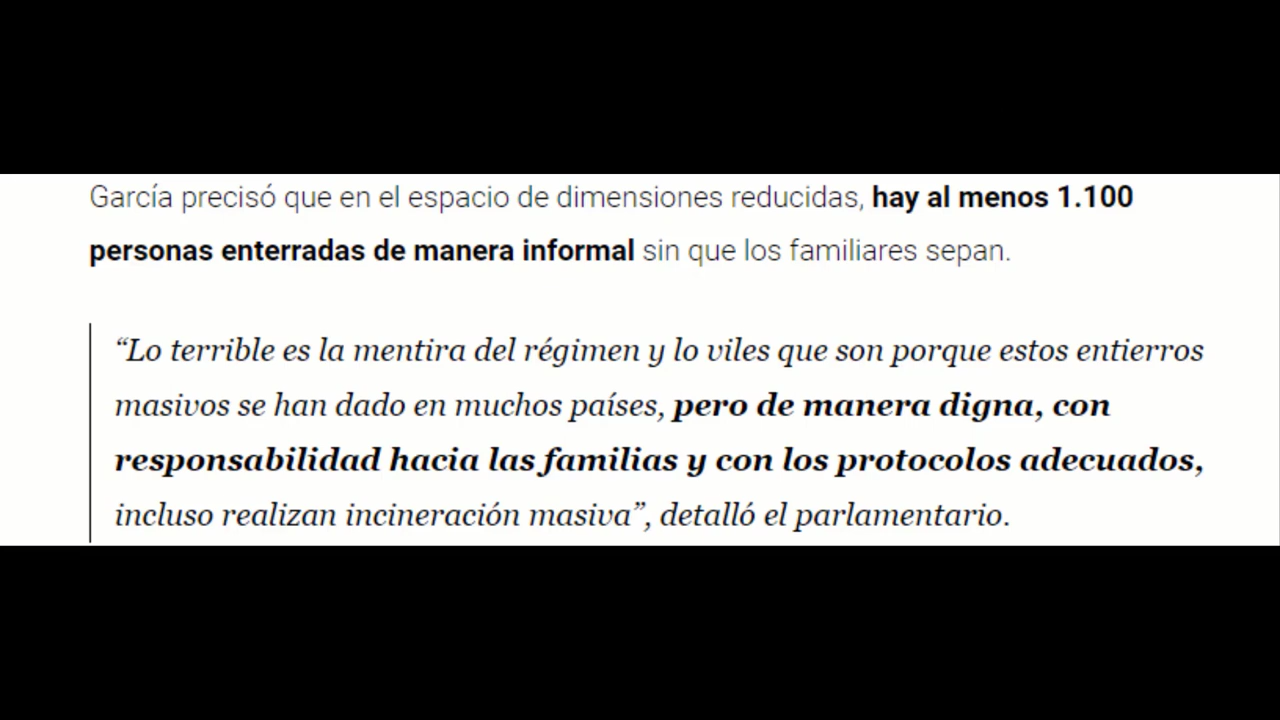 García precisó que en el espacio de dimensiones reducidas, hay al menos 1.100
personas enterradas de manera informal sin que los familiares sepan.
“Lo terrible es la mentira del régimen y lo viles que son porque estos entierros
masivos se han dado en muchos países, pero de manera digna, con
responsabilidad hacia las familias y con los protocolos adecuados,
incluso realizan incineración masiva”, detalló el parlamentario.